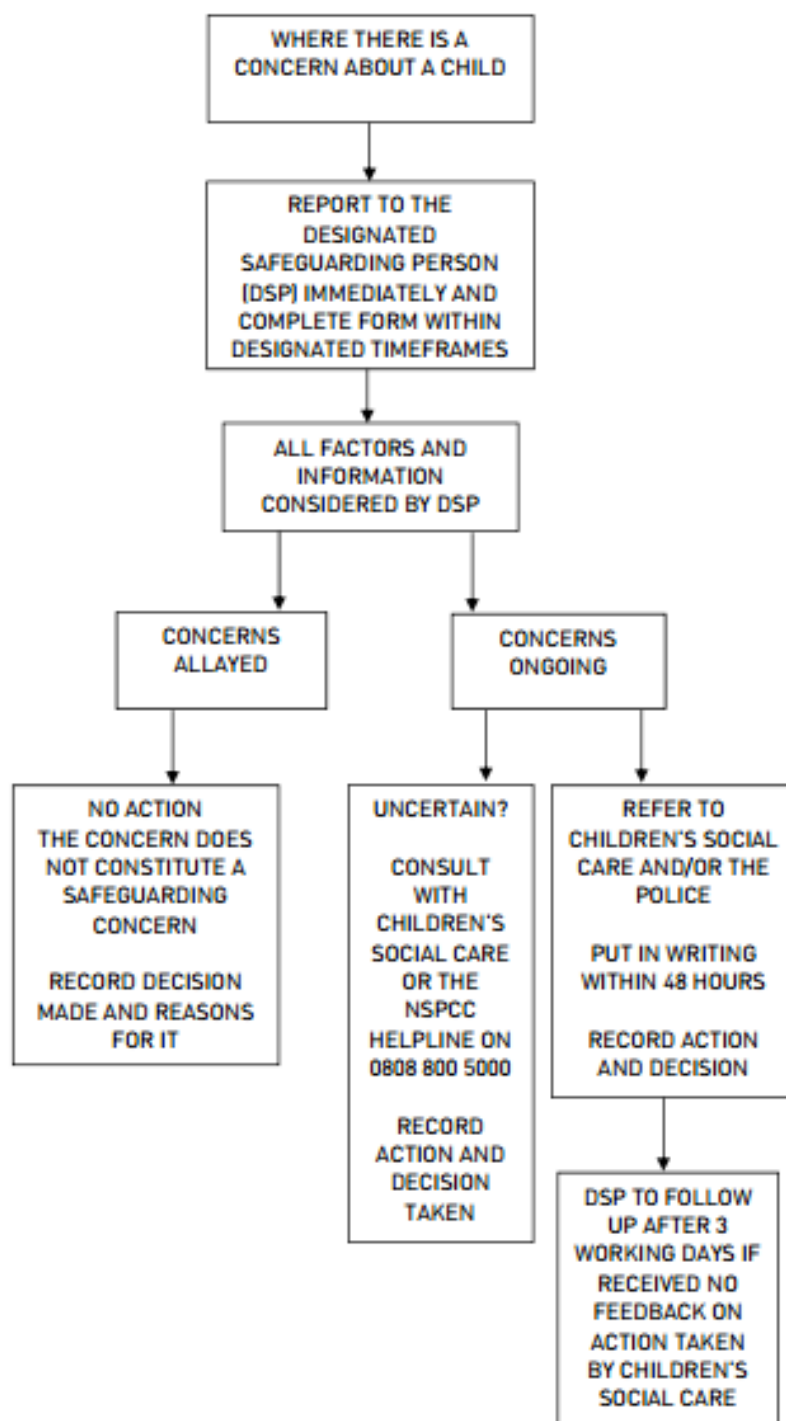 WHERE THERE IS A
CONCERN ABOUT A CHILD
REPORT TO THE
DESIGNATED
SAFEGUARDING PERSON
(DSP) IMMEDIATELY AND
COMPLETE FORM WITHIN
DESIGNATED TIMEFRAMES
ALL FACTORS AND
INFORMATION
CONSIDERED BY DSP
CONCERNS
ALLAYED
CONCERNS
ONGOING
NO ACTION
THE CONCERN DOES
NOT CONSTITUTE A
SAFEGUARDING
CONCERN
RECORD DECISION
MADE AND REASONS
FOR IT
UNCERTAIN?
CONSULT
WITH
CHILDREN'S
SOCIAL CARE
OR THE
NSPCC
HELPLINE ON
0808 800 5000
RECORD
ACTION AND
DECISION
TAKEN
REFER TO
CHILDREN'S SOCIAL
CARE AND/OR THE
POLICE
PUT IN WRITING
WITHIN 48 HOURS
RECORD ACTION
AND DECISION
DSP TO FOLLOW
UP AFTER 3
WORKING DAYS IF
RECEIVED NO
FEEDBACK ON
ACTION TAKEN
BY CHILDREN'S
SOCIAL CARE